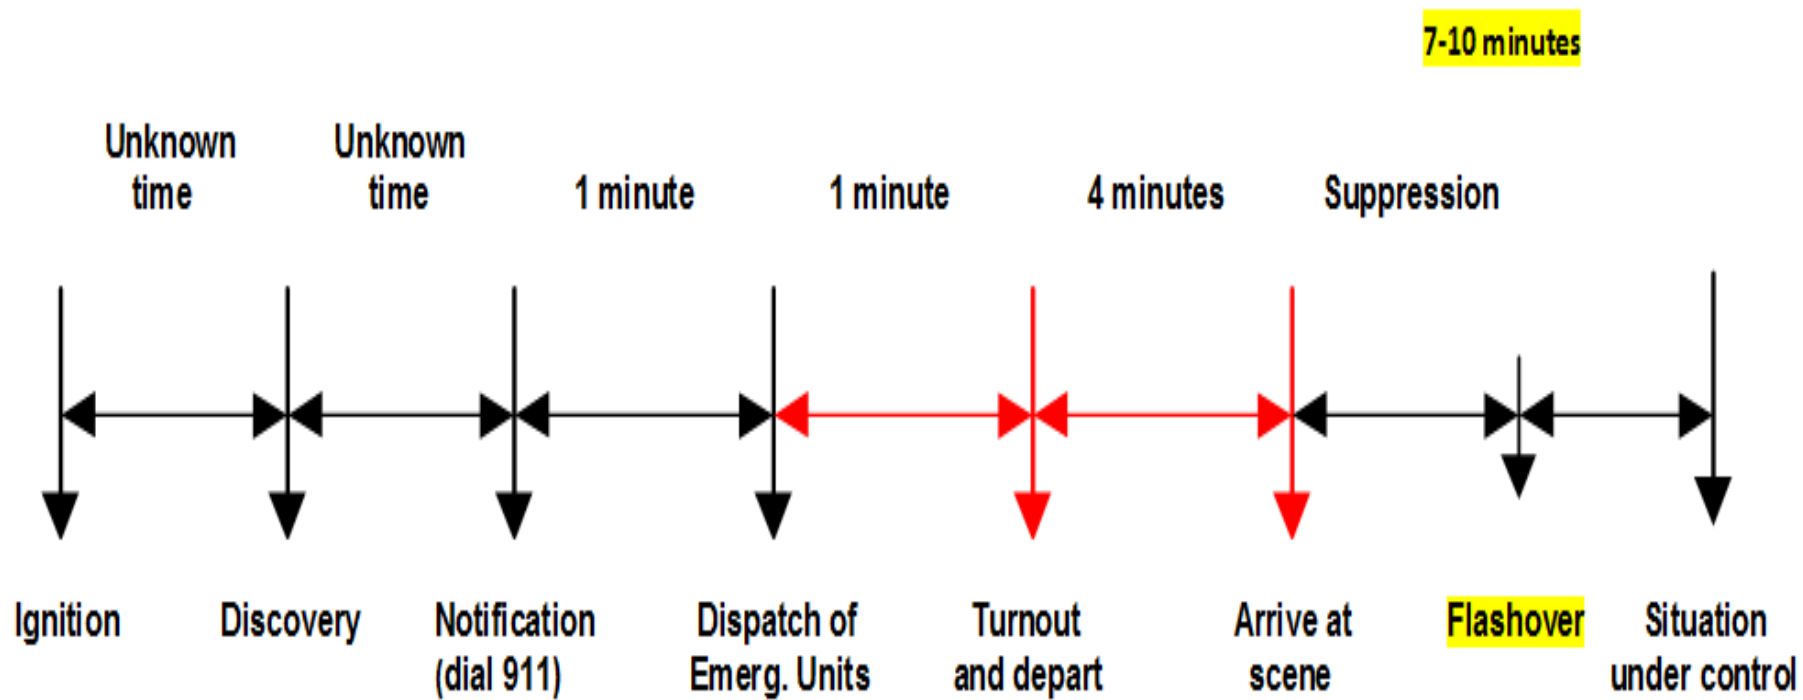 7-10 minutes
Unknown
time
Unknown
time
1 minute
1 minute
4 minutes
Suppression
Ignition
Discovery
Notification
(dial 911)
Dispatch of
Emerg. Units
Turnout
and depart
Arrive at
scene
Flashover
Situation
under control